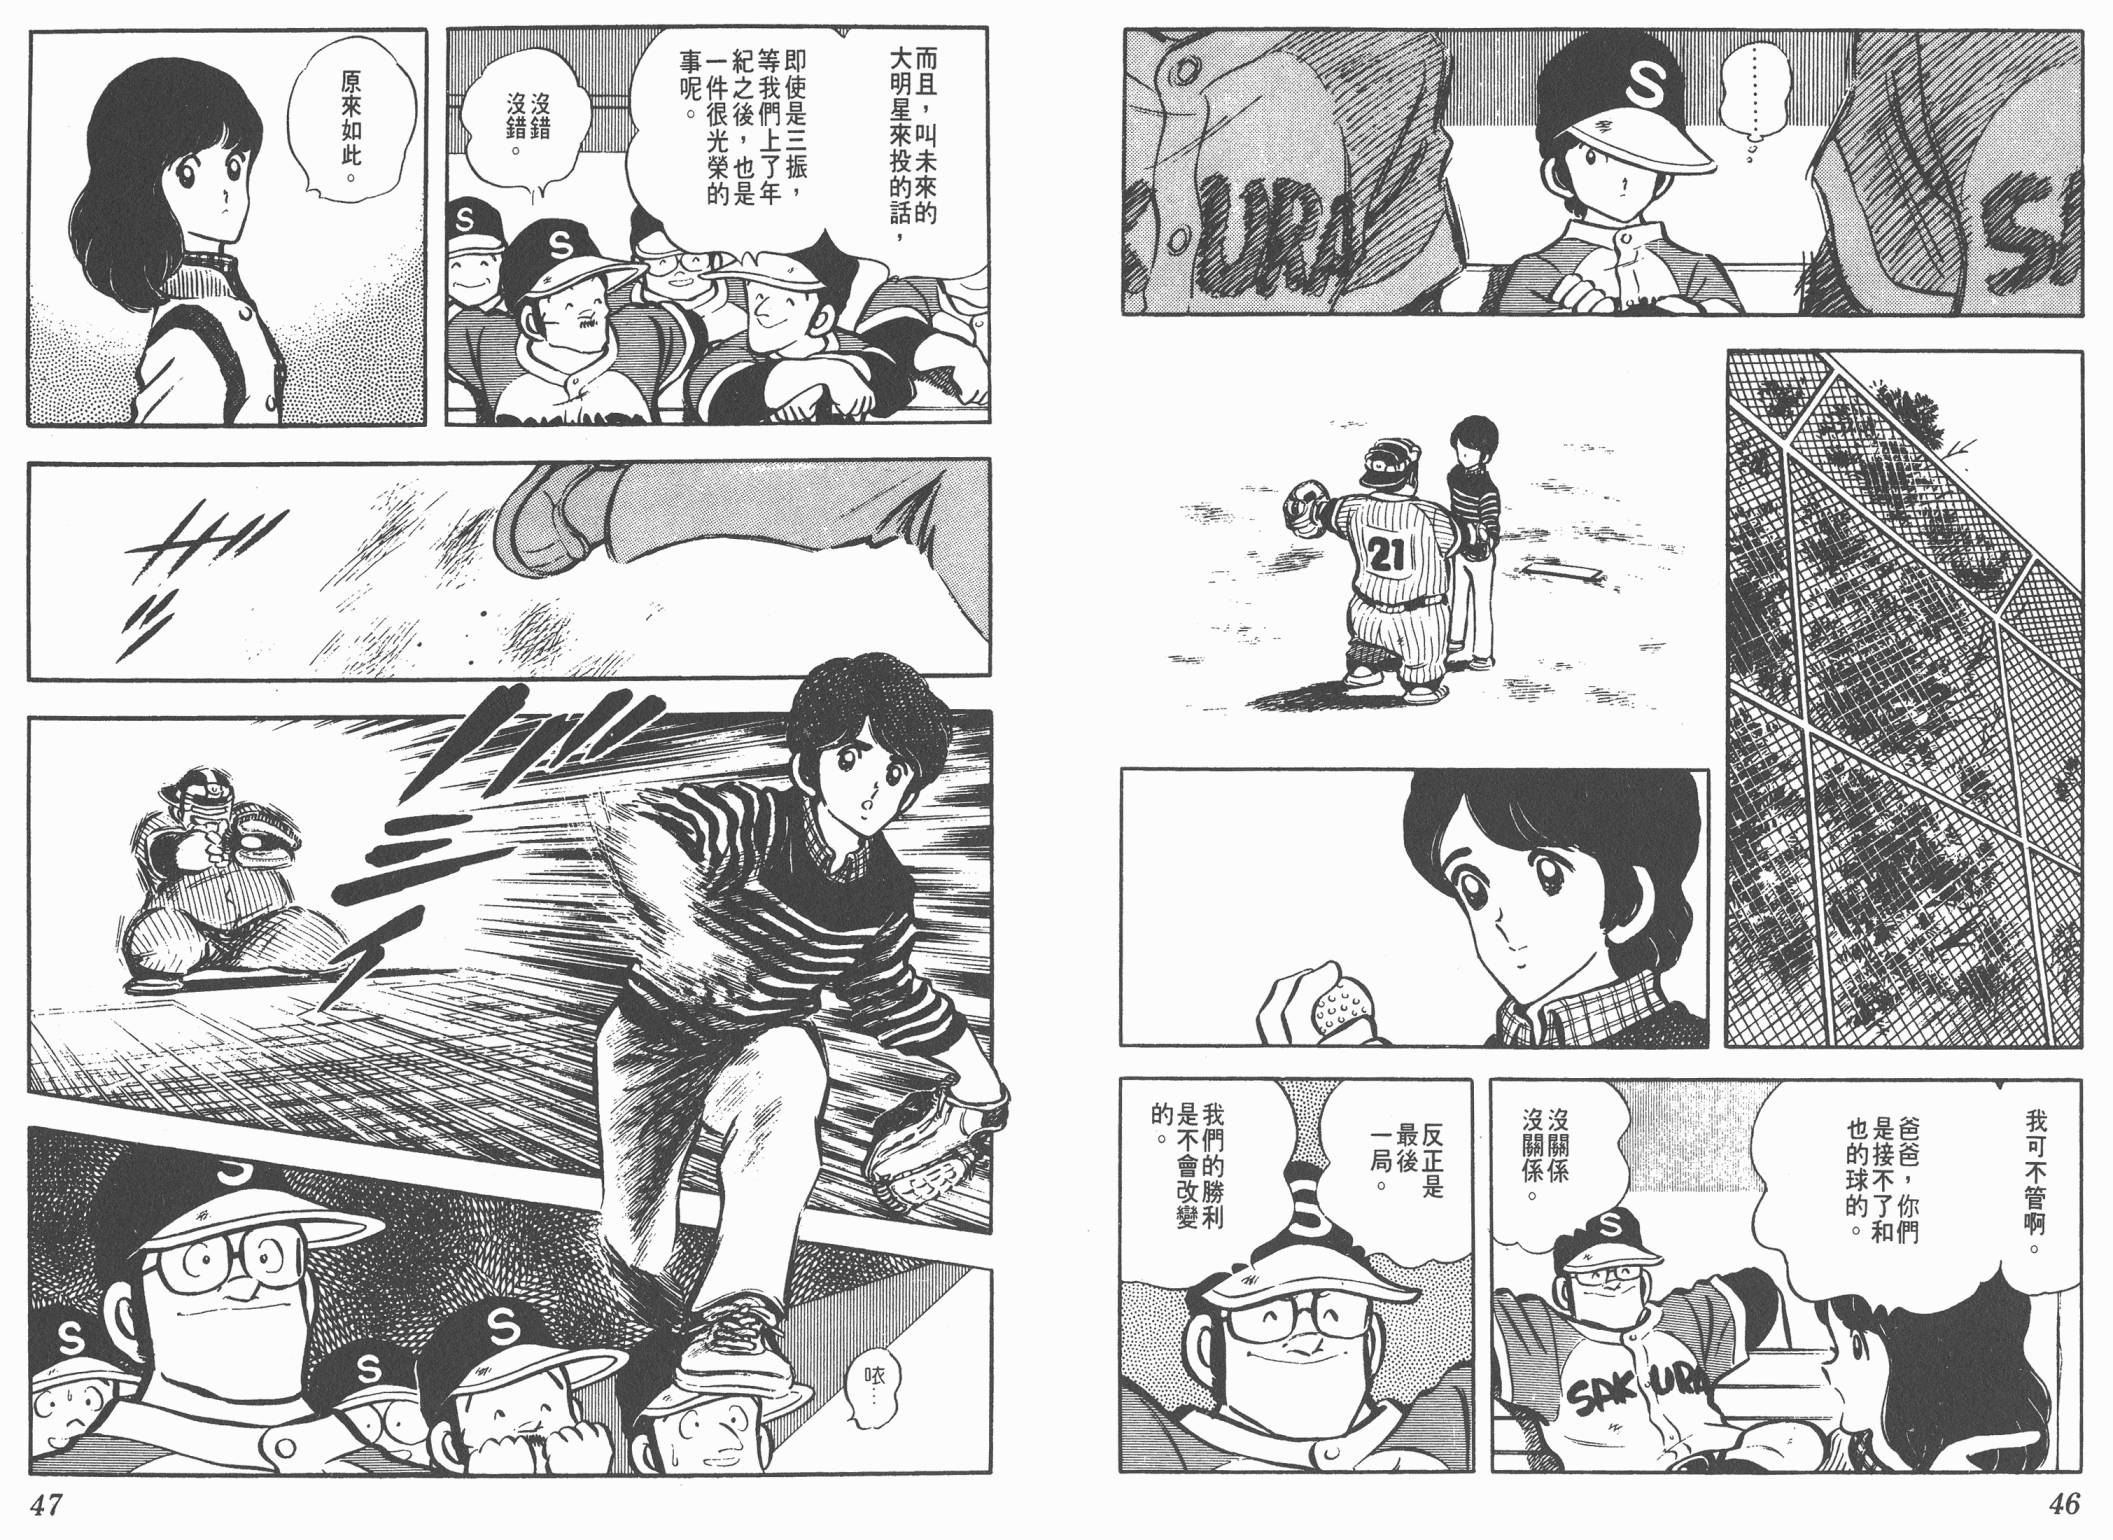 S
………
SAKURA
SA
21
我可不管啊。
爸爸，你們
是接不了和
也的球的。
沒關係
沒關係。
S
SAKURA
反正是
最後
一局。
我們的勝利
是不會改變
的。
S
46
而且，叫未來的
大明星來投的話，
即使是三振，
等我們上了年
紀之後，也是
一件很光榮的
事呢。
沒錯
沒錯。
S
S
原來如此。
咴…
S
S
S
S
47